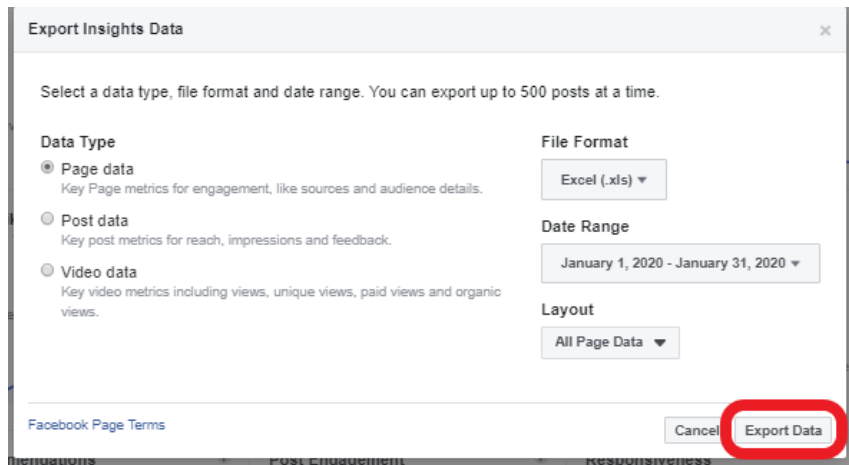 Export Insights Data
Select a data type, file format and date range. You can export up to 500 posts at a time.
Data Type
Page data
Key Page metrics for engagement, like sources and audience details.
Post data
Key post metrics for reach, impressions and feedback.
Video data
Key video metrics including views, unique views, paid views and organic
views.
File Format
Excel (.xls)
Date Range
January 1, 2020 - January 31, 2020
Layout
All Page Data
Facebook Page Terms
Cancel
Export Data
Post Engagement
Responsiveness